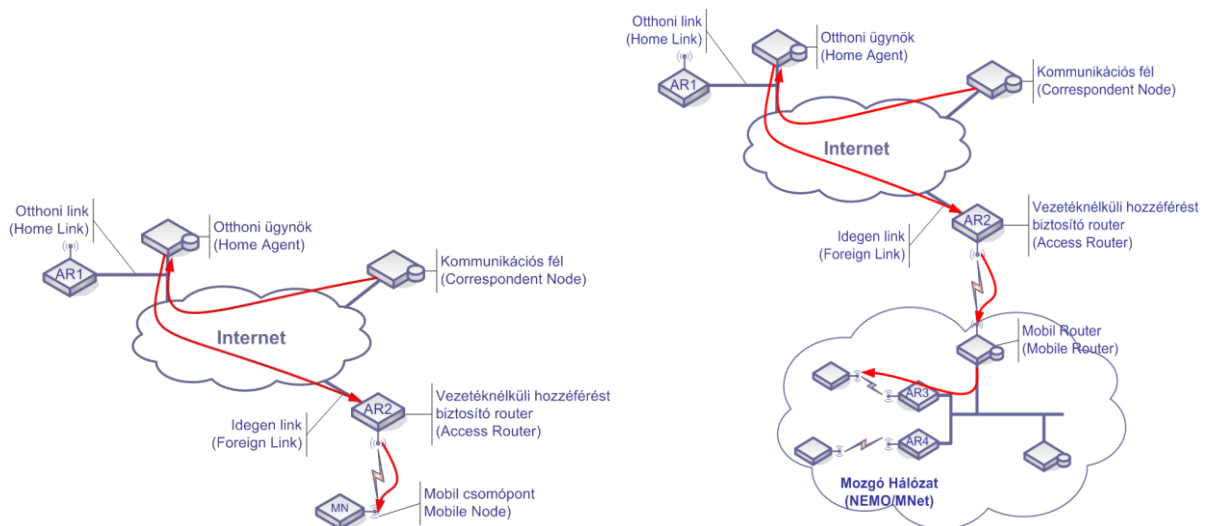 Otthoni link
(Home Link)
Otthoni ügynök
(Home Agent)
AR1
Kommunikációs fél
(Correspondent Node)
Internet
AR2
Vezetéknélküli hozzéférést
biztosító router
(Access Router)
Idegen link
(Foreign Link)
MN
Mobil csomópont
Mobile Node)
Otthoni link
(Home Link)
Otthoni ügynök
(Home Agent)
AR1
Kommunikációs fél
(Correspondent Node)
Internet
AR2
Vezetéknélküli hozzéférést
biztosító router
(Access Router)
Idegen link
(Foreign Link)
Mobil Router
(Mobile Router)
AR3
AR4
Mozgó Hálózat
(NEMO/MNet)